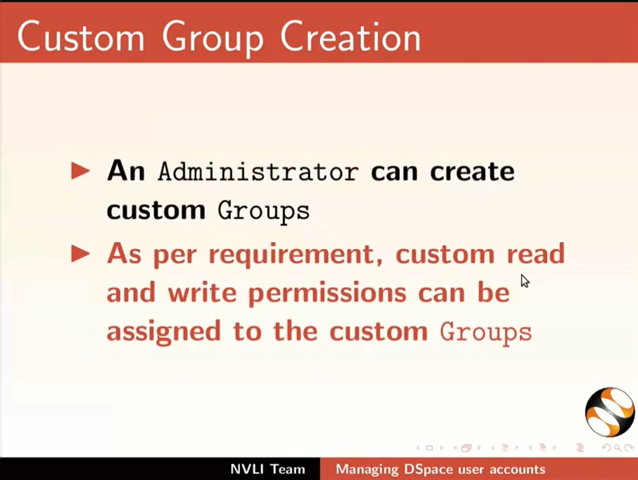 Custom Group Creation
An Administrator can create
custom Groups
As per requirement, custom read
and write permissions can be
assigned to the custom Groups
NVLI Team
Managing DSpace user accounts